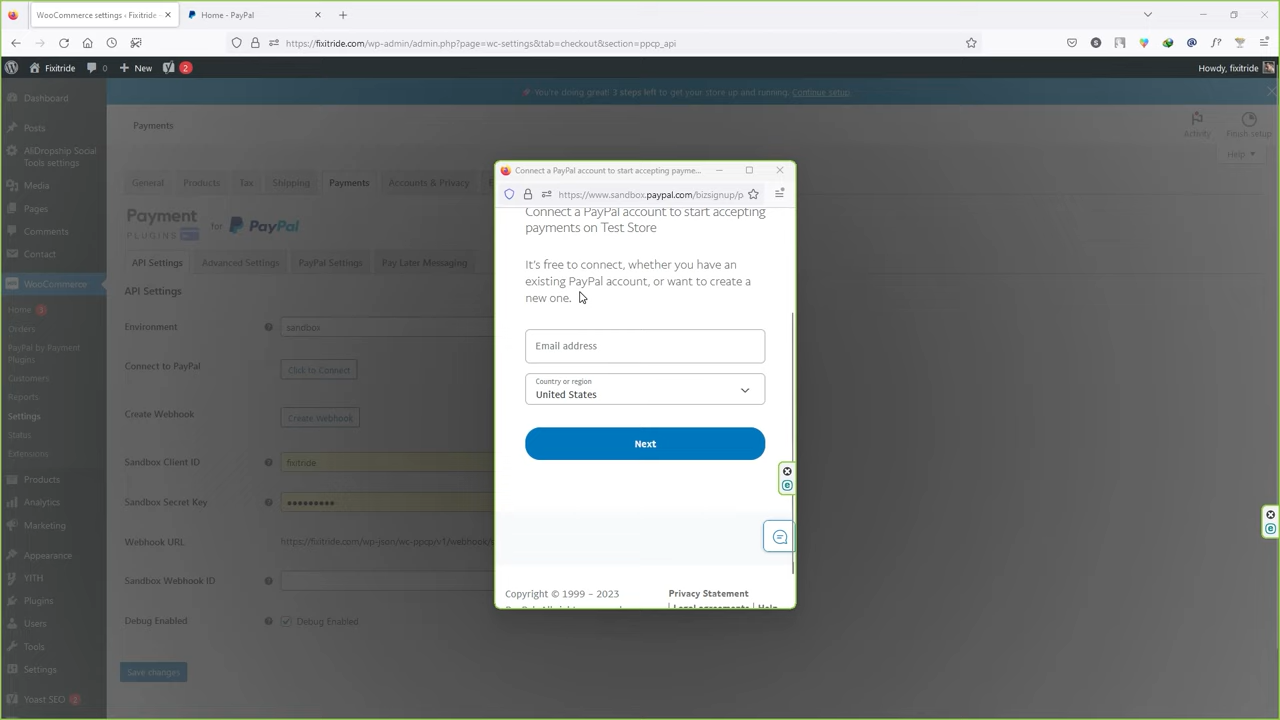 WooCommerce settings ‹ Fixitride -
Home - PayPal
https://fixitride.com/wp-admin/admin.php?page=wc-settings&tab=checkout&section=ppcp_api
Fixitride
0
New
2
Howdy, fixitride
Dashboard
Posts
AliDropship Social
Tools settings
Media
Pages
Comments
Contact
WooCommerce
Home
Orders
PayPal by Payment
Plugins
Customers
Reports
Settings
Status
Extensions
Products
Analytics
Marketing
Appearance
YITH
Plugins
Users
Tools
Settings
Yoast SEO 2
You're doing great! 3 steps left to get your store up and running. Continue setup.
Payments
Activity
Finish setup
Help
General
Products
Tax
Shipping
Payments
Accounts & Privacy
Payment
PLUGINS
for
PayPal
API Settings
Advanced Settings
PayPal Settings
Pay Later Messaging
API Settings
Environment
sandbox
Connect to PayPal
Click to Connect
Create Webhook
Create Webhook
Sandbox Client ID
fixitride
Sandbox Secret Key
Webhook URL
https://fixitride.com/wp-json/wc-ppcp/v1/webhook/
Sandbox Webhook ID
Debug Enabled
Debug Enabled
Save changes
Connect a PayPal account to start accepting payme...
https://www.sandbox.paypal.com/bizsignup/p
Connect a PayPal account to start accepting
payments on Test Store
It's free to connect, whether you have an
existing PayPal account, or want to create a
new one.
Email address
Country or region
United States
Next
Copyright © 1999 – 2023
Privacy Statement
Legal agreements
Help